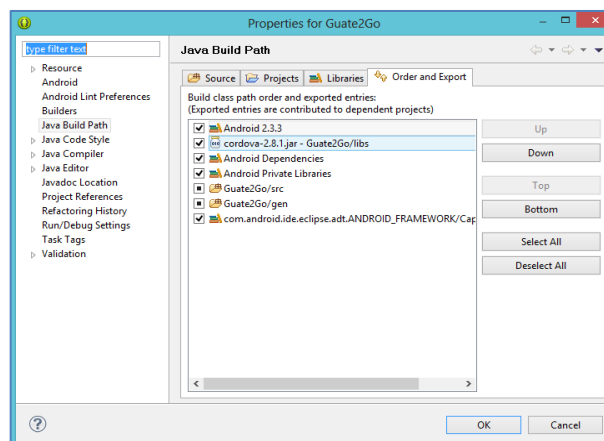 Properties for Guate2Go
type filter text
Resource
Android
Android Lint Preferences
Builders
Java Build Path
Java Code Style
Java Compiler
Java Editor
Javadoc Location
Project References
Refactoring History
Run/Debug Settings
Task Tags
Validation
Java Build Path
Source
Projects
Libraries
Order and Export
Build class path order and exported entries:
(Exported entries are contributed to dependent projects)
Android 2.3.3
cordova-2.8.1.jar - Guate2Go/libs
Android Dependencies
Android Private Libraries
Guate2Go/src
Guate2Go/gen
com.android.ide.eclipse.adt.ANDROID_FRAMEWORK/Cap
Up
Down
Top
Bottom
Select All
Deselect All
OK
Cancel